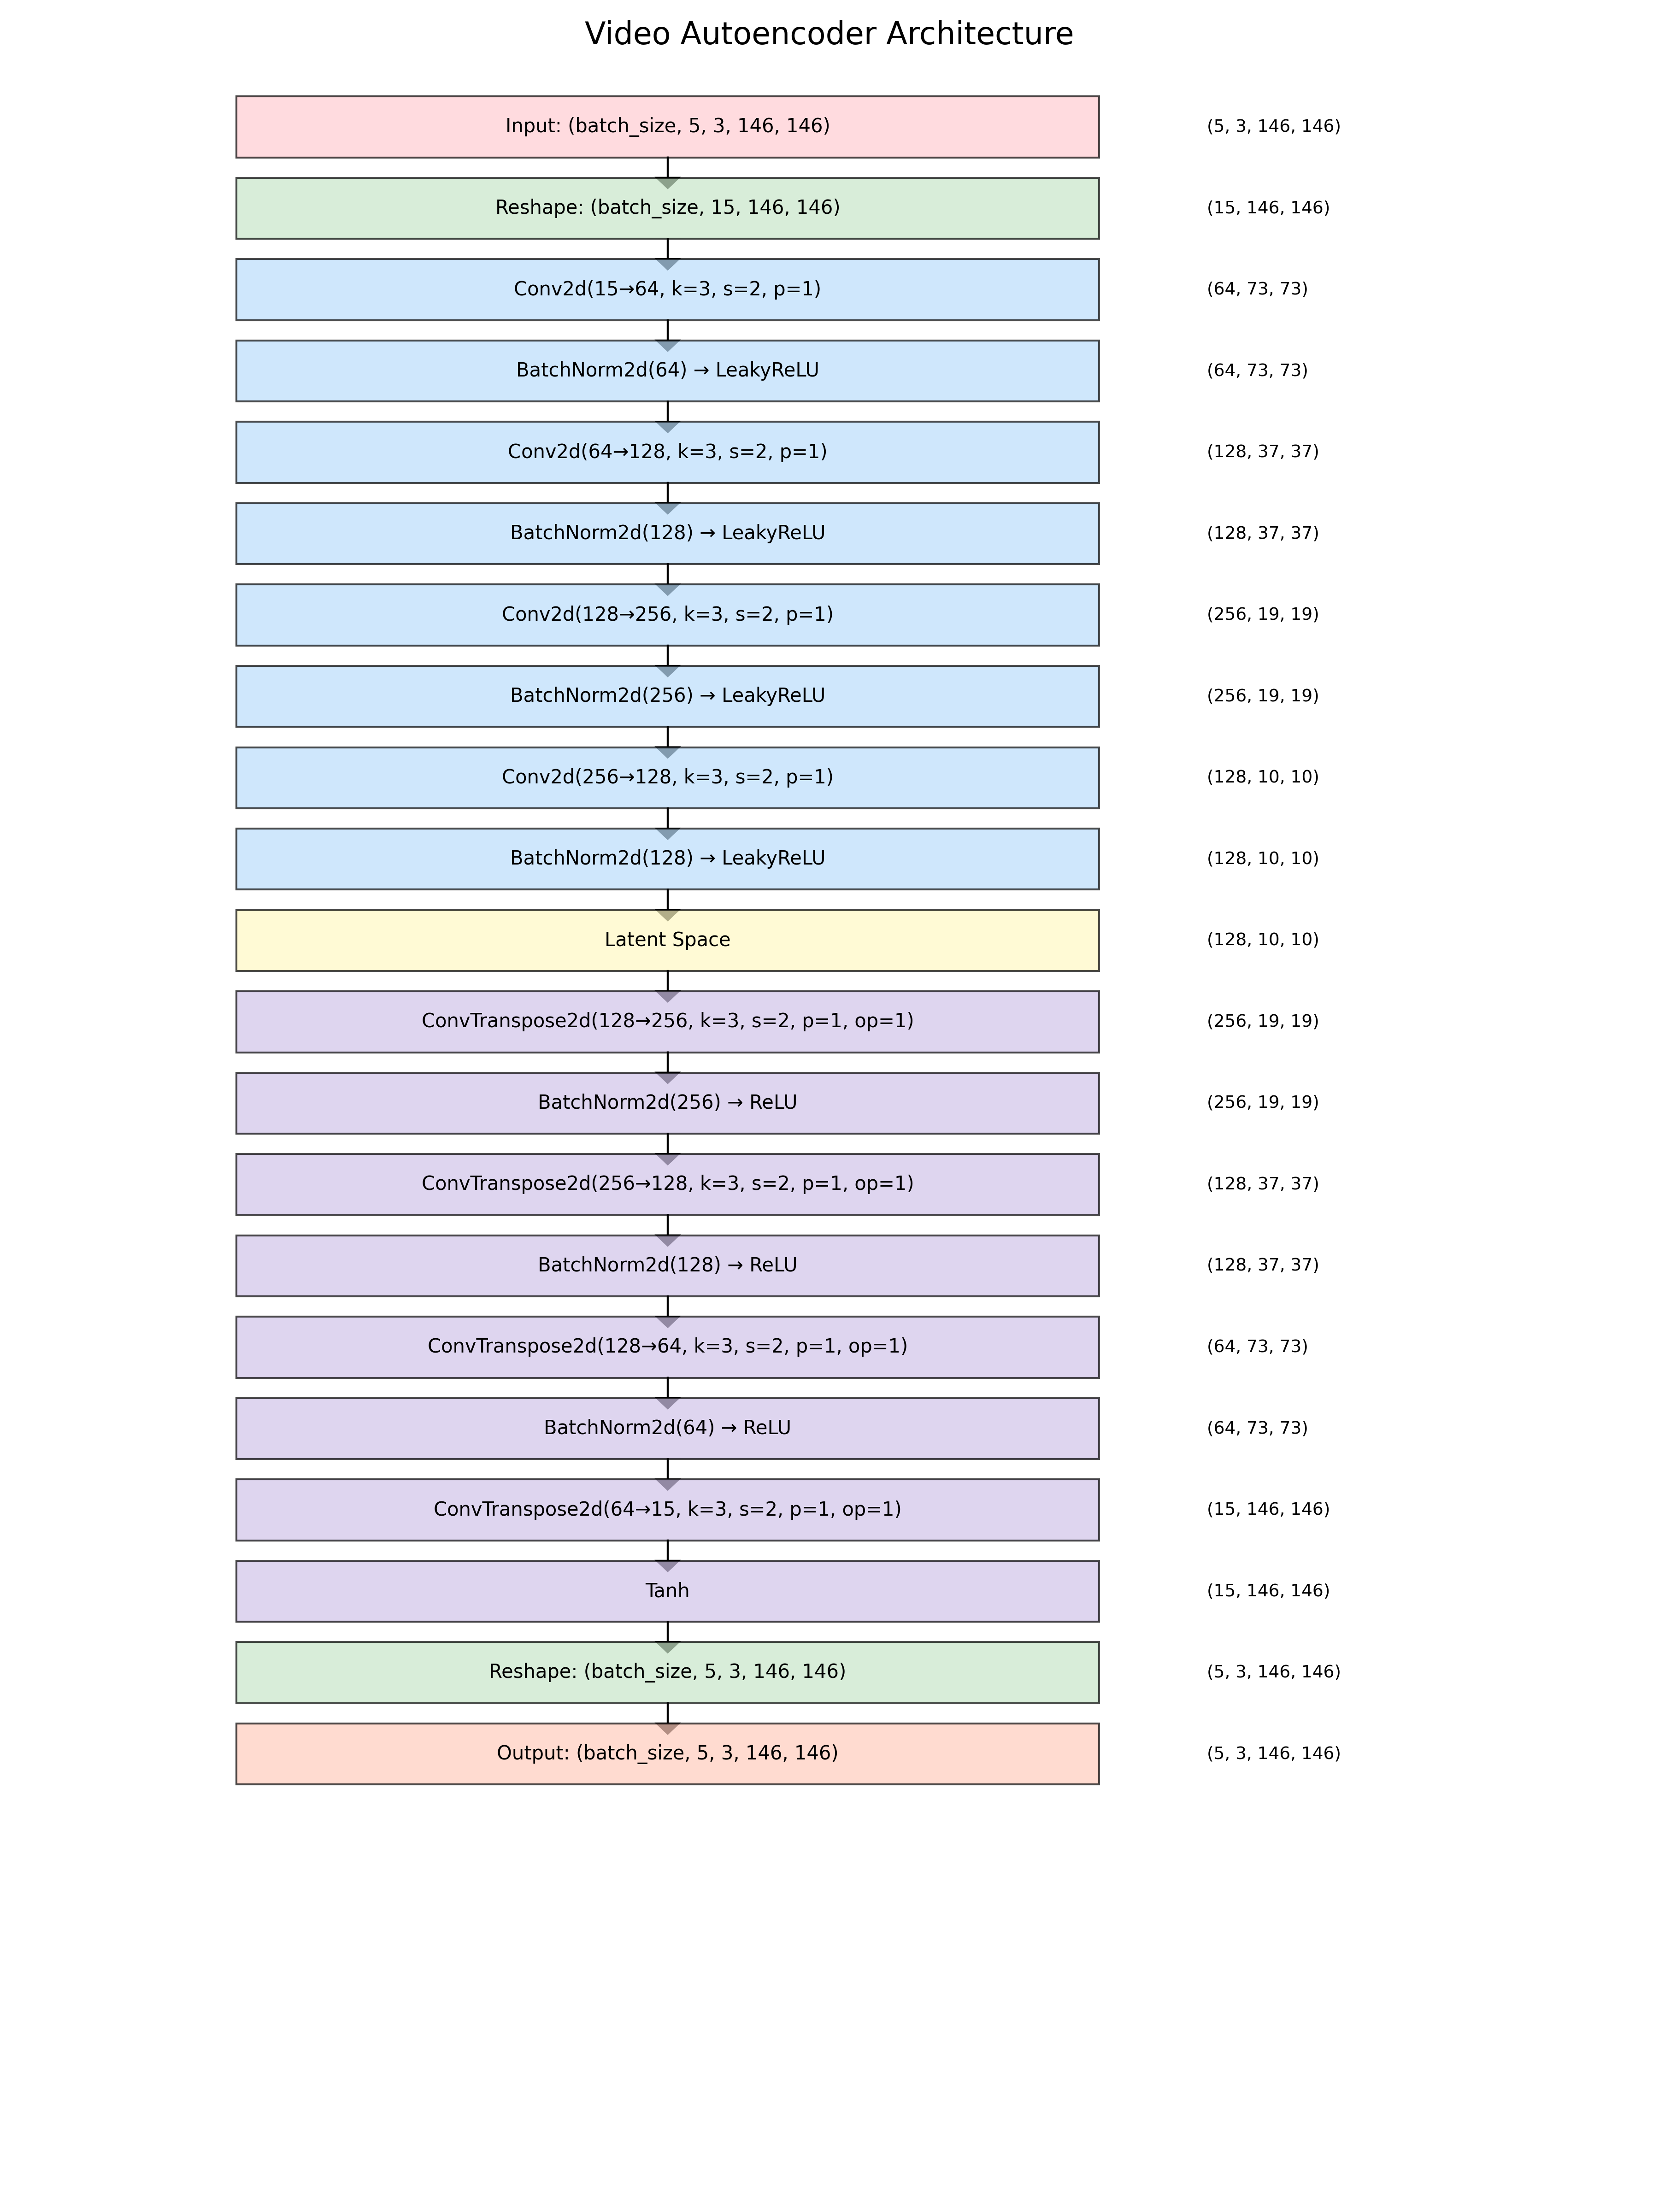 Video Autoencoder Architecture
Input: (batch_size, 5, 3, 146, 146) (5, 3, 146, 146)
Reshape: (batch_size, 15, 146, 146) (15, 146, 146)
Conv2d(15→64, k=3, s=2, p=1) (64, 73, 73)
BatchNorm2d(64) → LeakyReLU (64, 73, 73)
Conv2d(64→128, k=3, s=2, p=1) (128, 37, 37)
BatchNorm2d(128) → LeakyReLU (128, 37, 37)
Conv2d(128→256, k=3, s=2, p=1) (256, 19, 19)
BatchNorm2d(256) → LeakyReLU (256, 19, 19)
Conv2d(256→128, k=3, s=2, p=1) (128, 10, 10)
BatchNorm2d(128) → LeakyReLU (128, 10, 10)
Latent Space (128, 10, 10)
ConvTranspose2d(128→256, k=3, s=2, p=1, op=1) (256, 19, 19)
BatchNorm2d(256) → ReLU (256, 19, 19)
ConvTranspose2d(256→128, k=3, s=2, p=1, op=1) (128, 37, 37)
BatchNorm2d(128) → ReLU (128, 37, 37)
ConvTranspose2d(128→64, k=3, s=2, p=1, op=1) (64, 73, 73)
BatchNorm2d(64) → ReLU (64, 73, 73)
ConvTranspose2d(64→15, k=3, s=2, p=1, op=1) (15, 146, 146)
Tanh (15, 146, 146)
Reshape: (batch_size, 5, 3, 146, 146) (5, 3, 146, 146)
Output: (batch_size, 5, 3, 146, 146) (5, 3, 146, 146)